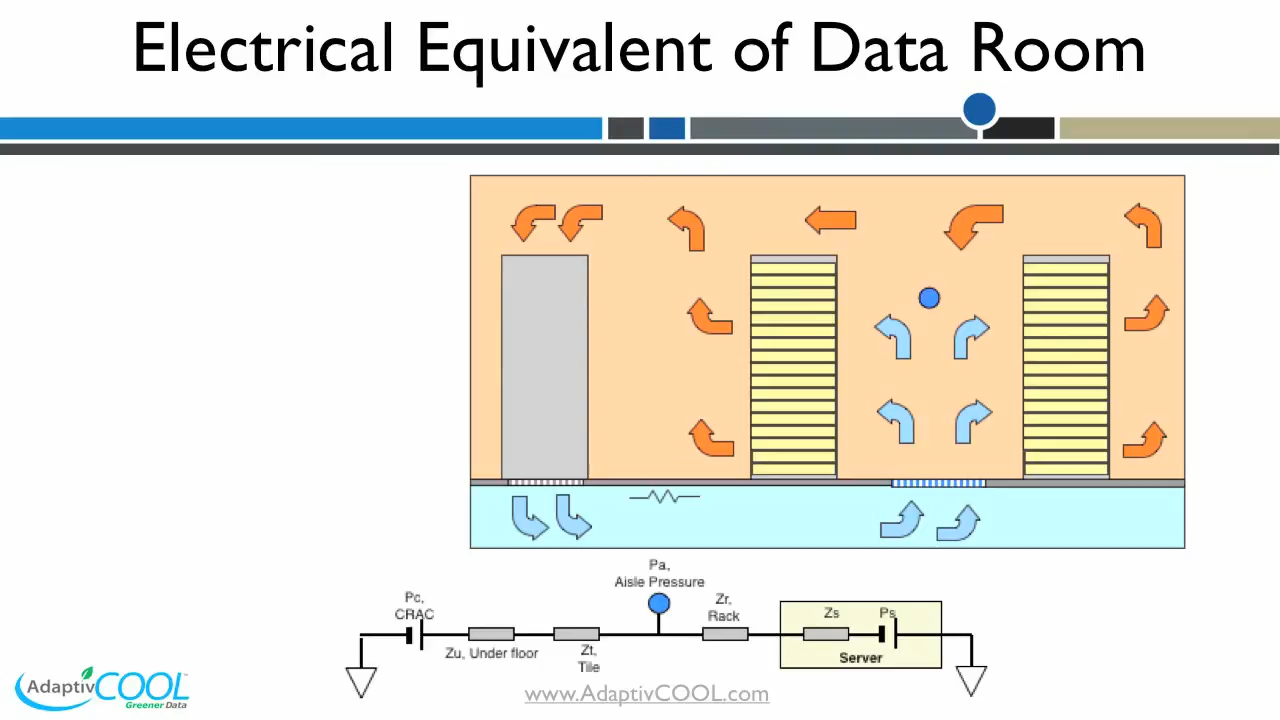 Electrical Equivalent of Data Room
Pa,
Aisle Pressure
Pc,
CRAC
Zr,
Rack
Zs
Ps
Zu, Under floor
Zt,
Tile
Server
AdaptivCOOL™
Greener Data
www.AdaptivCOOL.com